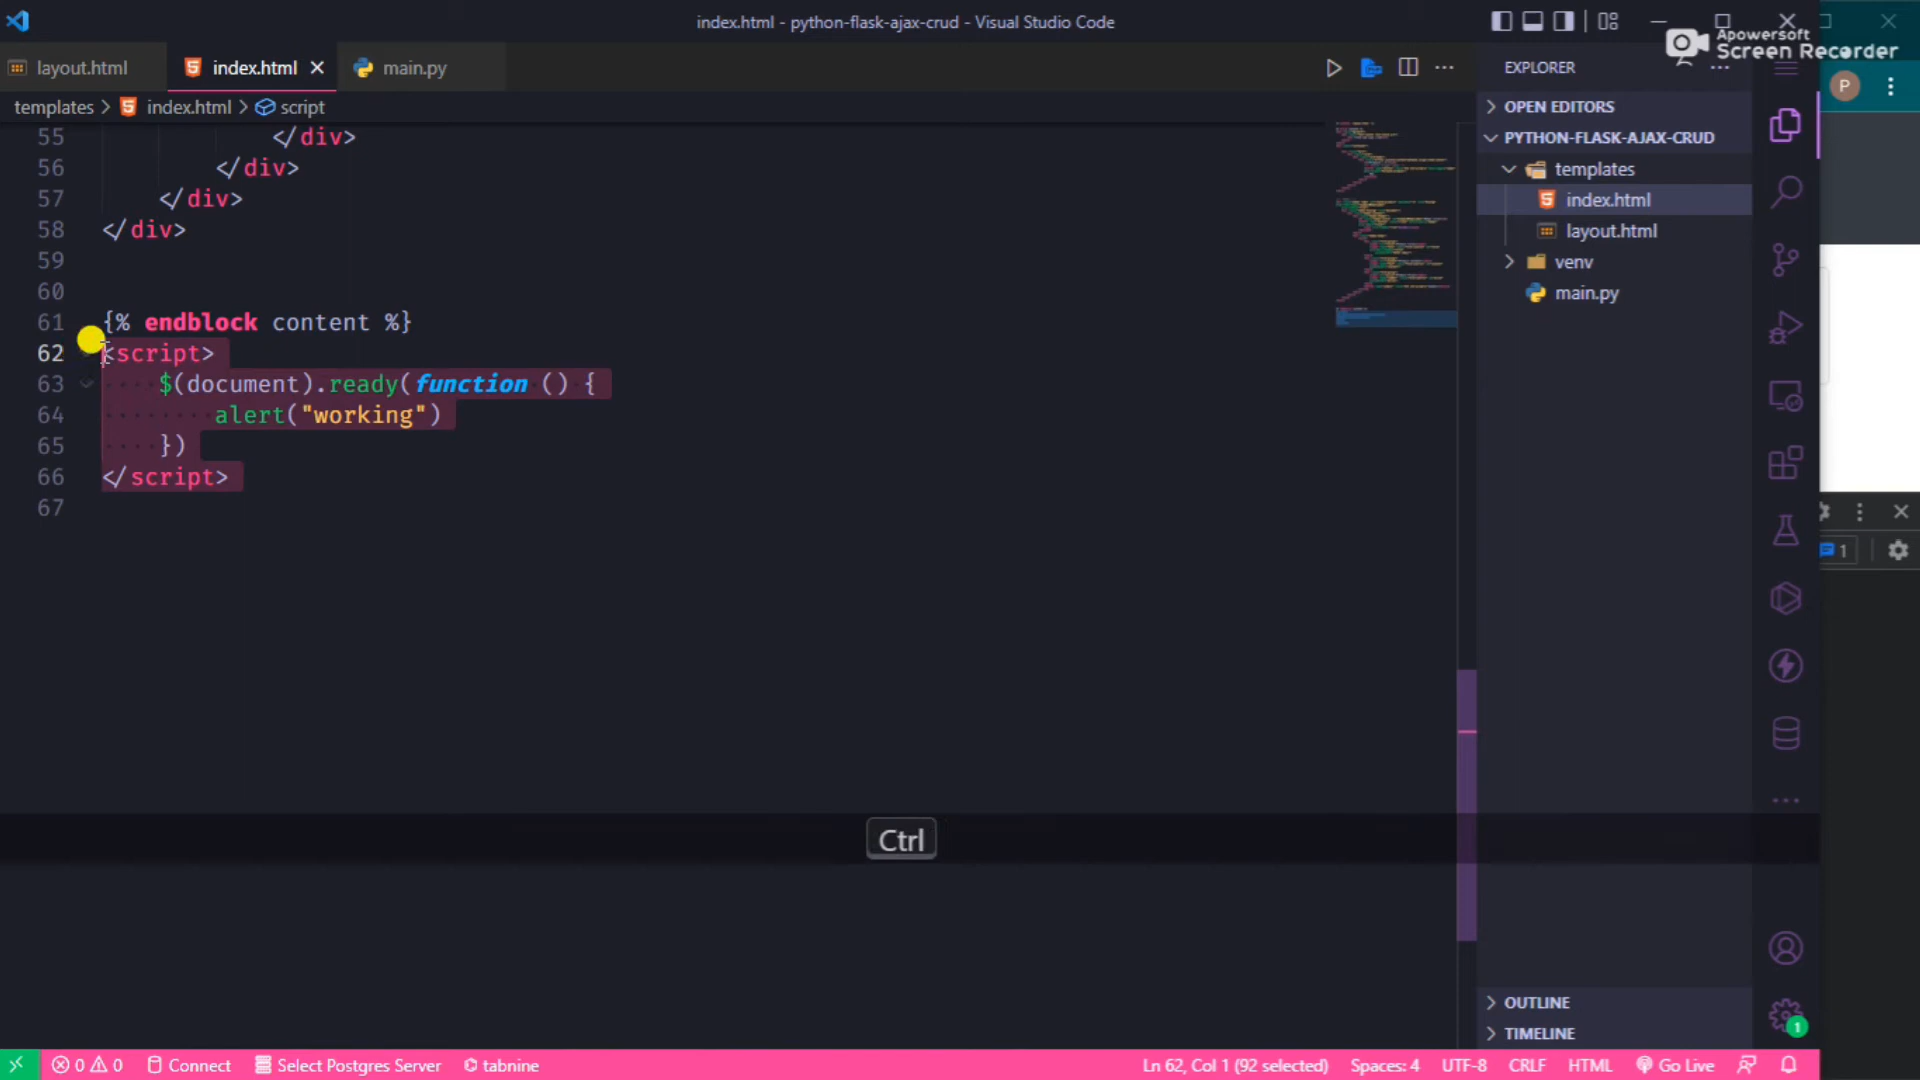 index.html - python-flask-ajax-crud - Visual Studio Code
Apowersoft
Screen Recorder
layout.html
index.html
main.py
EXPLORER
P
templates > index.html > script
OPEN EDITORS
PYTHON-FLASK-AJAX-CRUD
templates
index.html
layout.html
venv
main.py
55 </div>
56 </div>
57 </div>
58 </div>
59
60
61 {% endblock content %}
62 <script>
63 $(document).ready(function () {
64 alert("working")
65 })
66 </script>
67
1
Ctrl
OUTLINE
TIMELINE
1
0 0 Connect Select Postgres Server tabnine Ln 62, Col 1 (92 selected) Spaces: 4 UTF-8 CRLF HTML Go Live